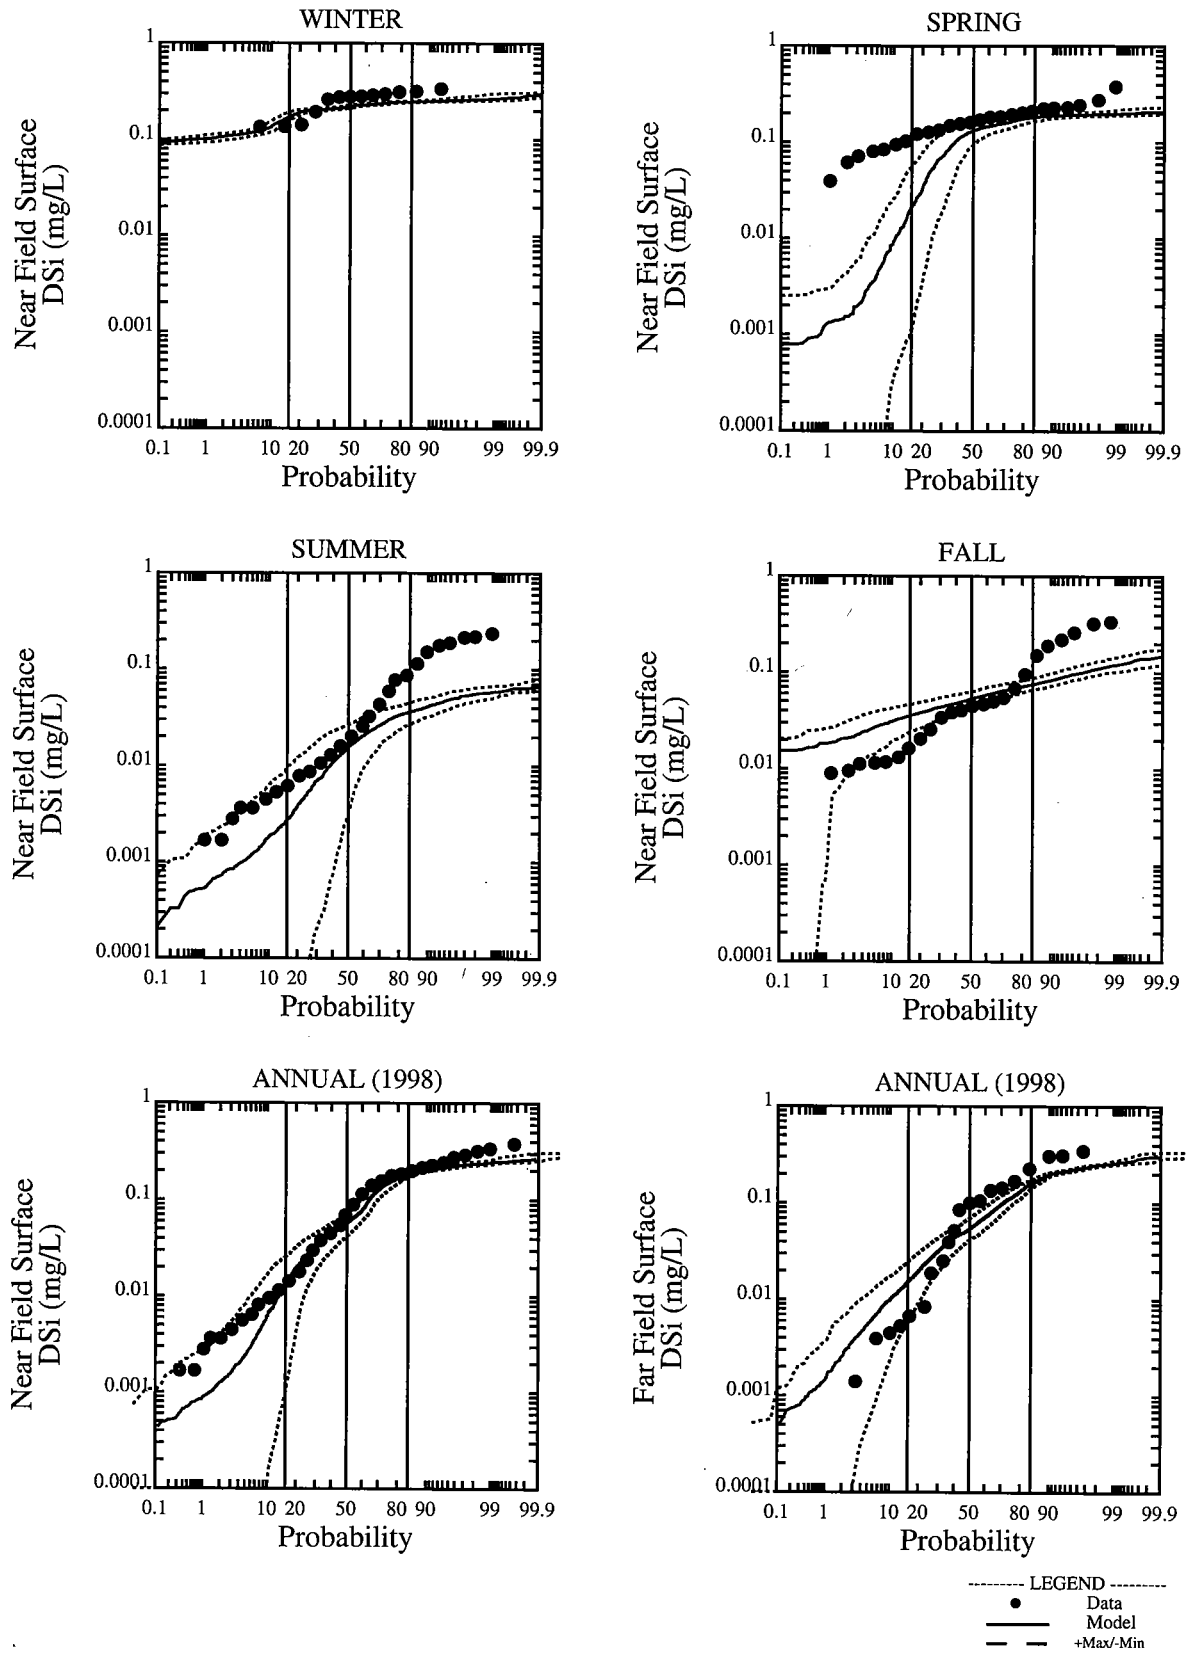 WINTER
1
0.1
0.01
0.001
0.0001
Near Field Surface
DSi (mg/L)
0.1 1 10 20 50 80 90 99 99.9
Probability
SPRING
1
0.1
0.01
0.001
0.0001
Near Field Surface
DSi (mg/L)
0.1 1 10 20 50 80 90 99 99.9
Probability
SUMMER
1
0.1
0.01
0.001
0.0001
Near Field Surface
DSi (mg/L)
0.1 1 10 20 50 80 90 99 99.9
Probability
FALL
1
0.1
0.01
0.001
0.0001
Near Field Surface
DSi (mg/L)
0.1 1 10 20 50 80 90 99 99.9
Probability
ANNUAL (1998)
1
0.1
0.01
0.001
0.0001
Near Field Surface
DSi (mg/L)
0.1 1 10 20 50 80 90 99 99.9
Probability
ANNUAL (1998)
1
0.1
0.01
0.001
0.0001
Far Field Surface
DSi (mg/L)
0.1 1 10 20 50 80 90 99 99.9
Probability
LEGEND
Data
Model
+Max/-Min